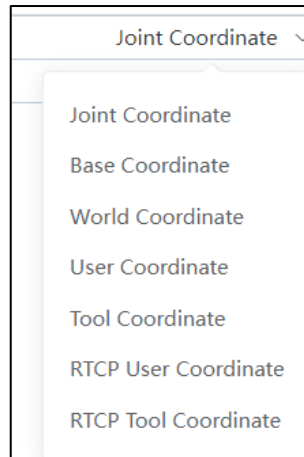 Joint Coordinate
Joint Coordinate
Base Coordinate
World Coordinate
User Coordinate
Tool Coordinate
RTCP User Coordinate
RTCP Tool Coordinate